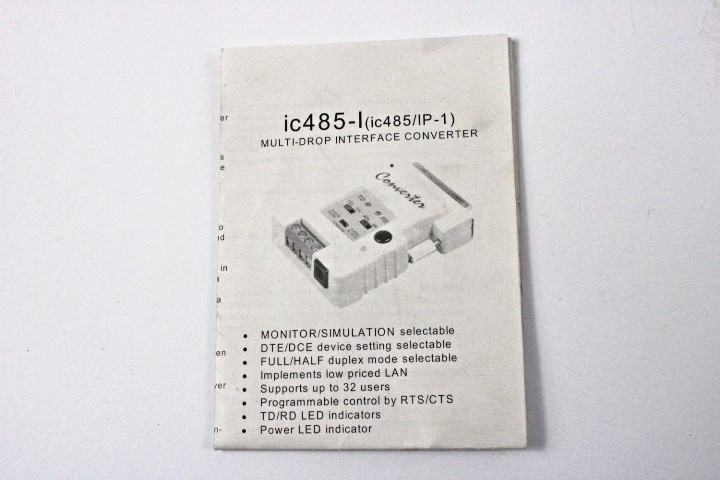 ic485-I(ic485/IP-1)
MULTI-DROP INTERFACE CONVERTER
Converter
TD RD
• MONITOR/SIMULATION selectable
• DTE/DCE device setting selectable
• FULL/HALF duplex mode selectable
• Implements low priced LAN
• Supports up to 32 users
• Programmable control by RTS/CTS
• TD/RD LED indicators
• Power LED indicator